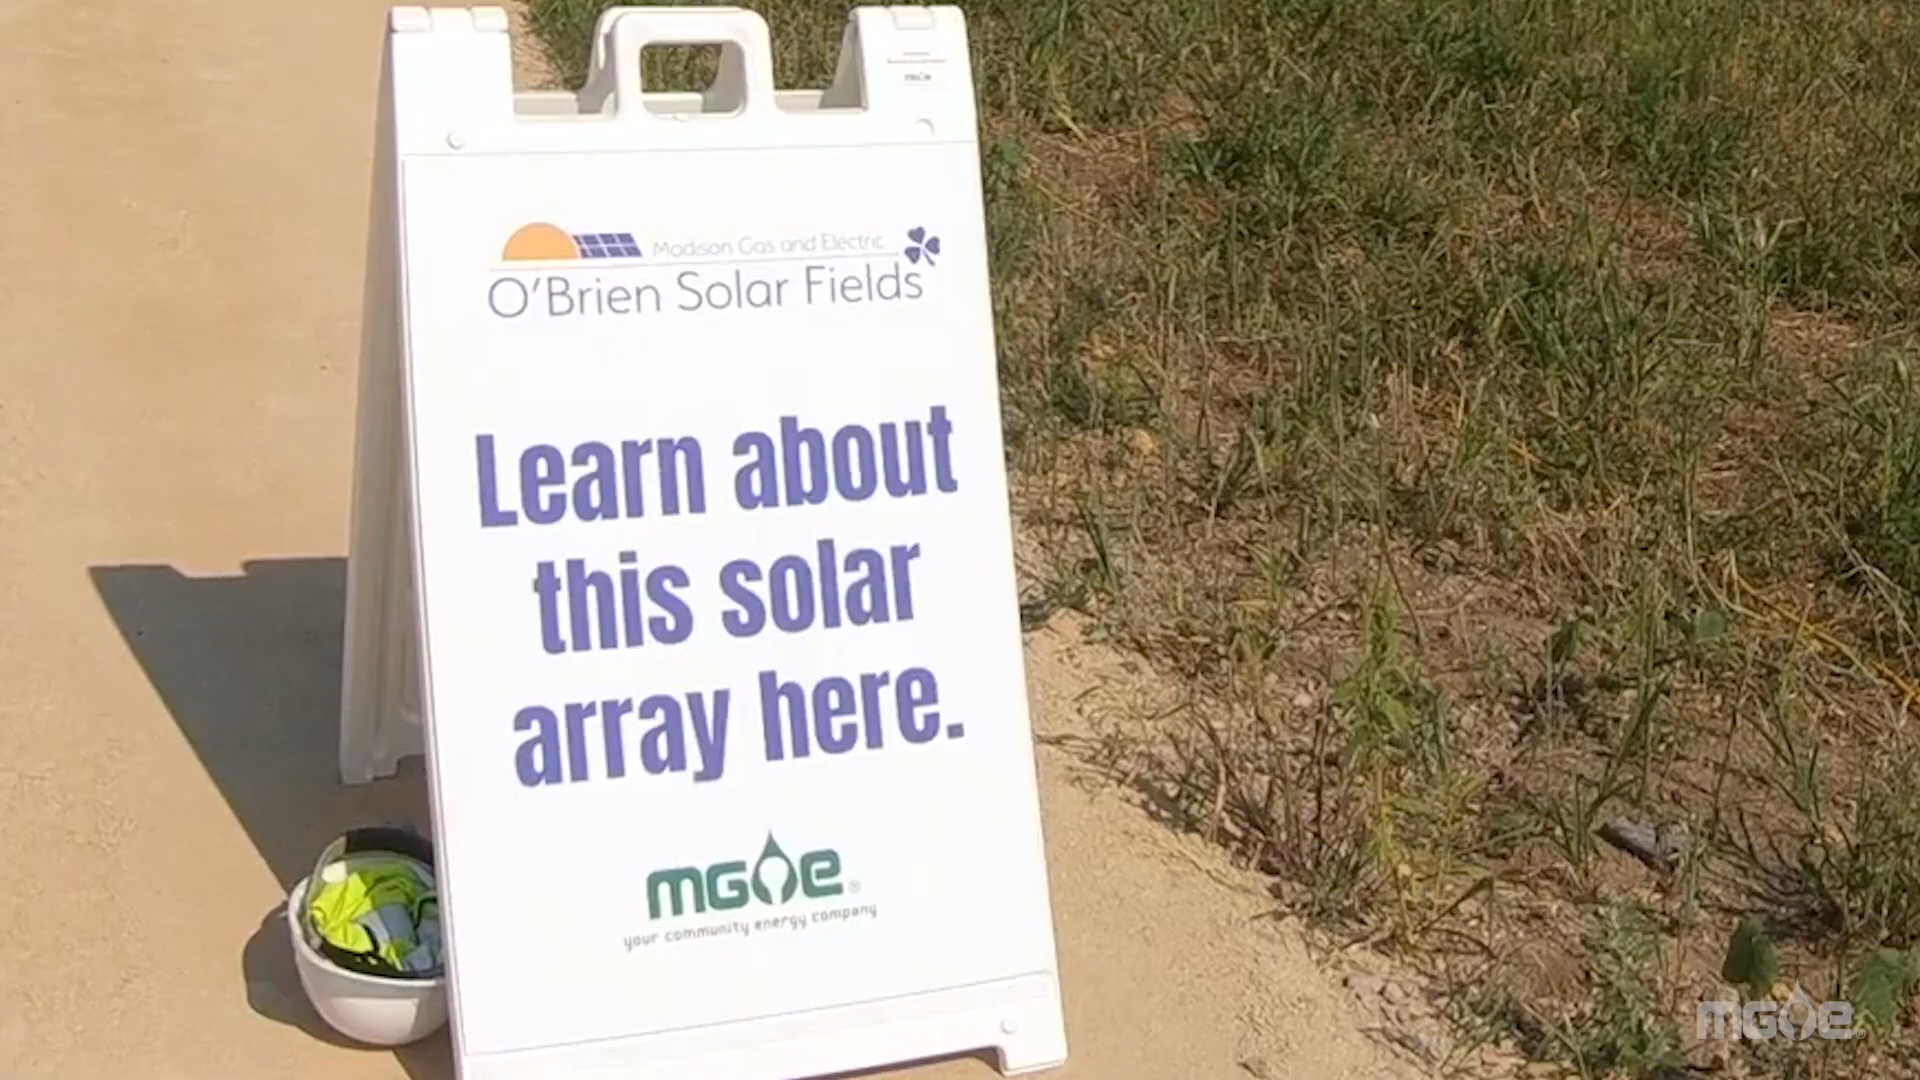 mge
Madison Gas and Electric
O'Brien Solar Fields
Learn about
this solar
array here.
mge®
your community energy company
mge®